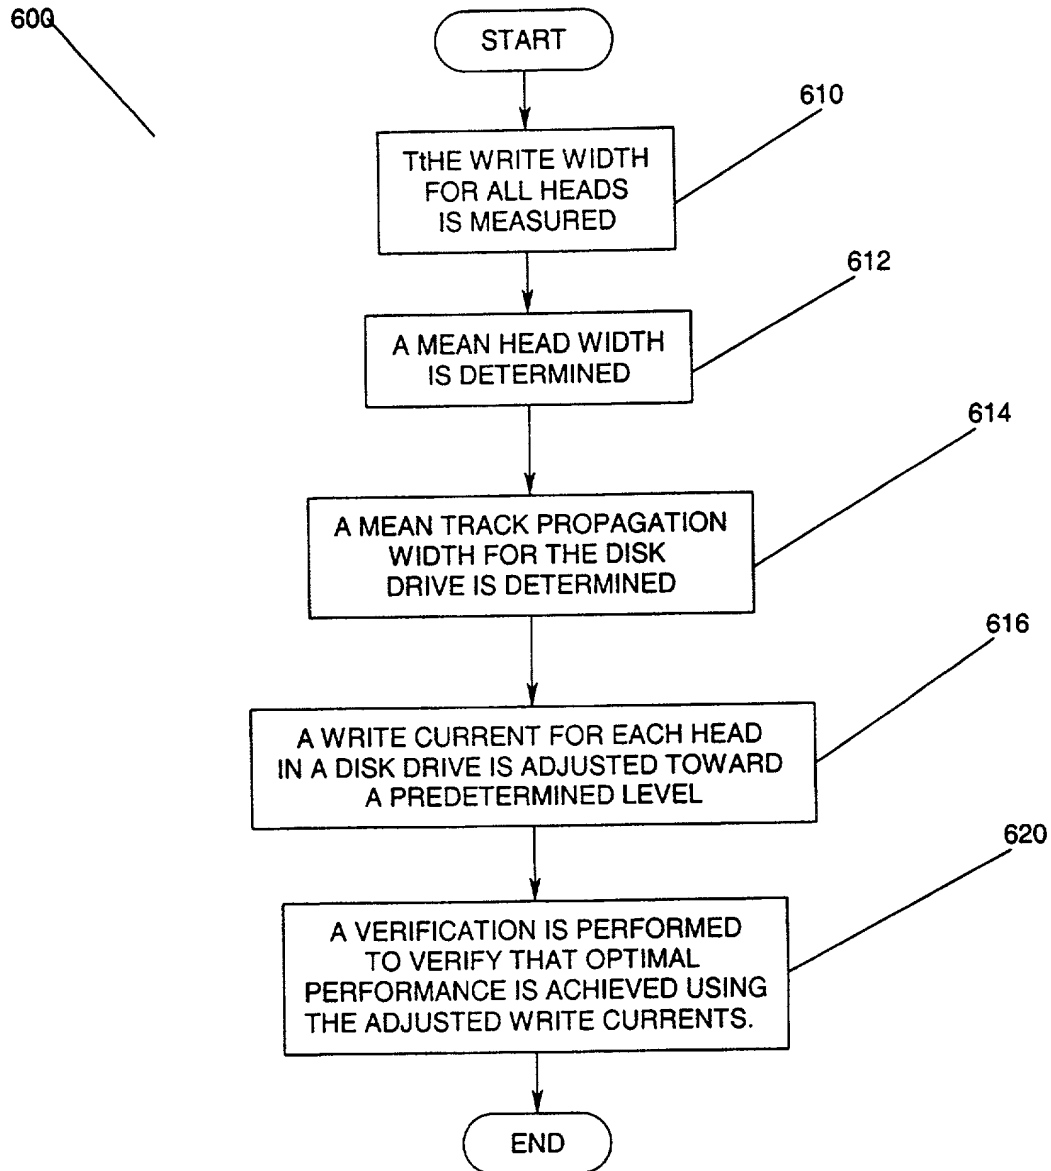 600
START
610
TtHE WRITE WIDTH
FOR ALL HEADS
IS MEASURED
612
A MEAN HEAD WIDTH
IS DETERMINED
614
A MEAN TRACK PROPAGATION
WIDTH FOR THE DISK
DRIVE IS DETERMINED
616
A WRITE CURRENT FOR EACH HEAD
IN A DISK DRIVE IS ADJUSTED TOWARD
A PREDETERMINED LEVEL
620
A VERIFICATION IS PERFORMED
TO VERIFY THAT OPTIMAL
PERFORMANCE IS ACHIEVED USING
THE ADJUSTED WRITE CURRENTS.
END